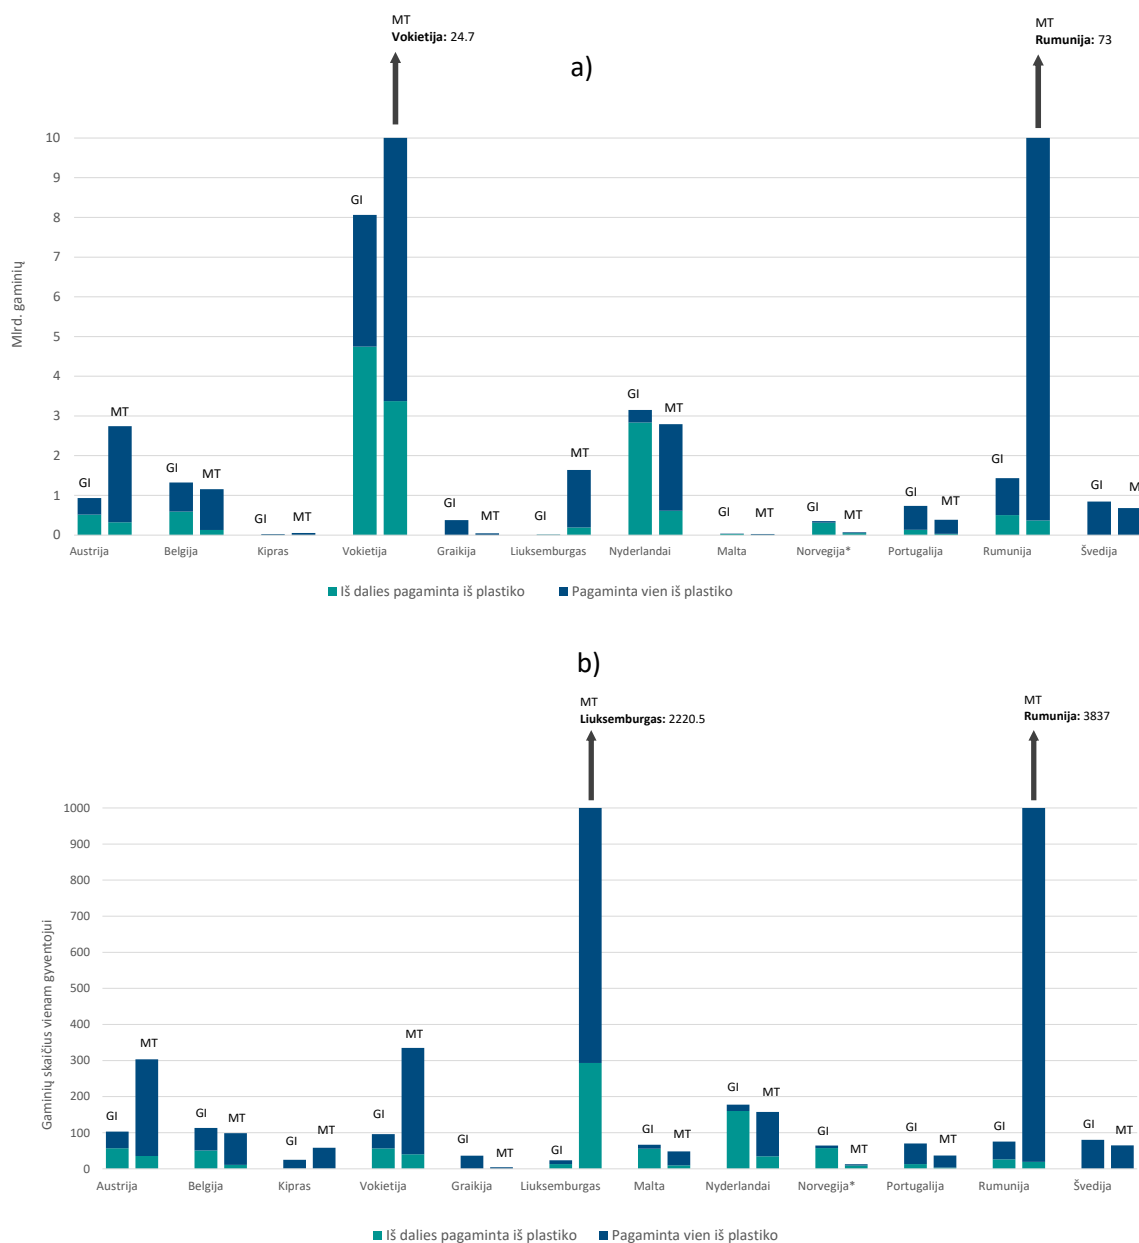 MT
Vokietija: 24.7
MT
Rumunija: 73
a)
Mlrd. gaminių
10
9
8
7
6
5
4
3
2
1
0
GI
MT
GI
MT
GI
MT
GI
GI
MT
GI
MT
GI
MT
GI
MT
GI
MT
GI
MT
GI
GI
M
Austrija
Belgija
Kipras
Vokietija
Graikija
Liuksemburgas
Nyderlandai
Malta
Norvegija*
Portugalija
Rumunija
Švedija
Iš dalies pagaminta iš plastiko
Pagaminta vien iš plastiko
b)
MT
Liuksemburgas: 2220.5
MT
Rumunija: 3837
Gaminių skaičius vienam gyventojui
1000
900
800
700
600
500
400
300
200
100
0
GI
MT
GI
MT
GI
MT
GI
MT
GI
MT
GI
GI
MT
GI
MT
GI
MT
GI
MT
GI
GI
MT
Austrija
Belgija
Kipras
Vokietija
Graikija
Liuksemburgas
Malta
Nyderlandai
Norvegija*
Portugalija
Rumunija
Švedija
Iš dalies pagaminta iš plastiko
Pagaminta vien iš plastiko